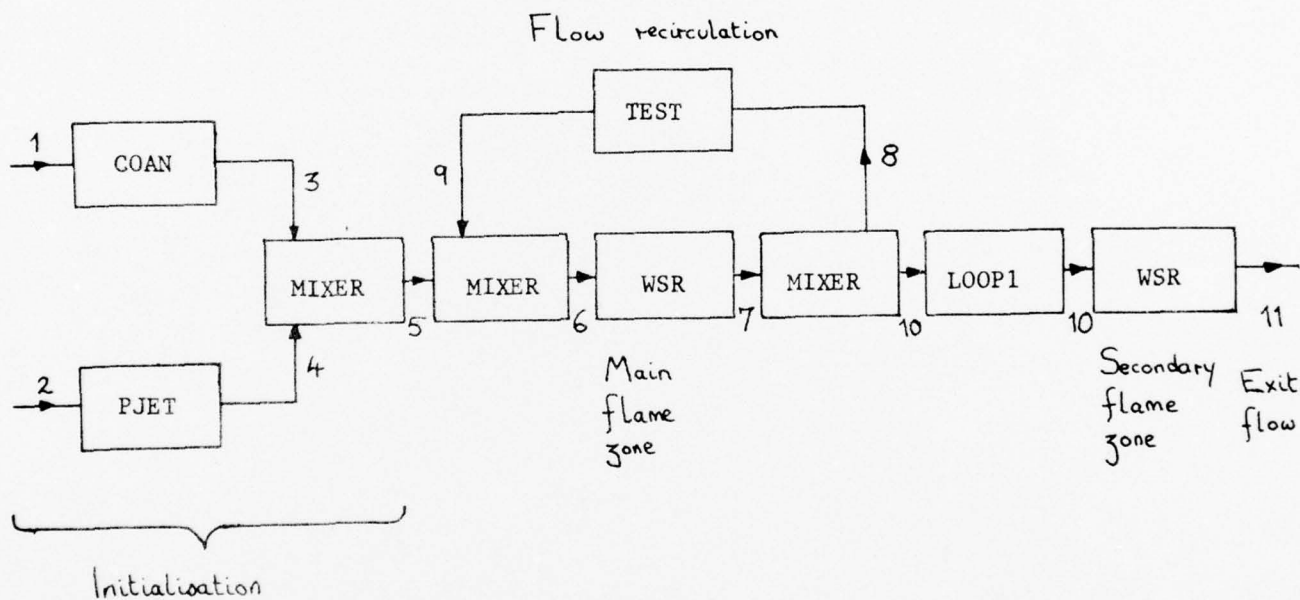 Flow recirculation
TEST
1
COAN
3
9
8
MIXER
MIXER
WSR
MIXER
LOOP1
WSR
5
6
7
10
10
11
2
PJET
4
Main
flame
zone
Secondary
flame
zone
Exit
flow
Initialisation